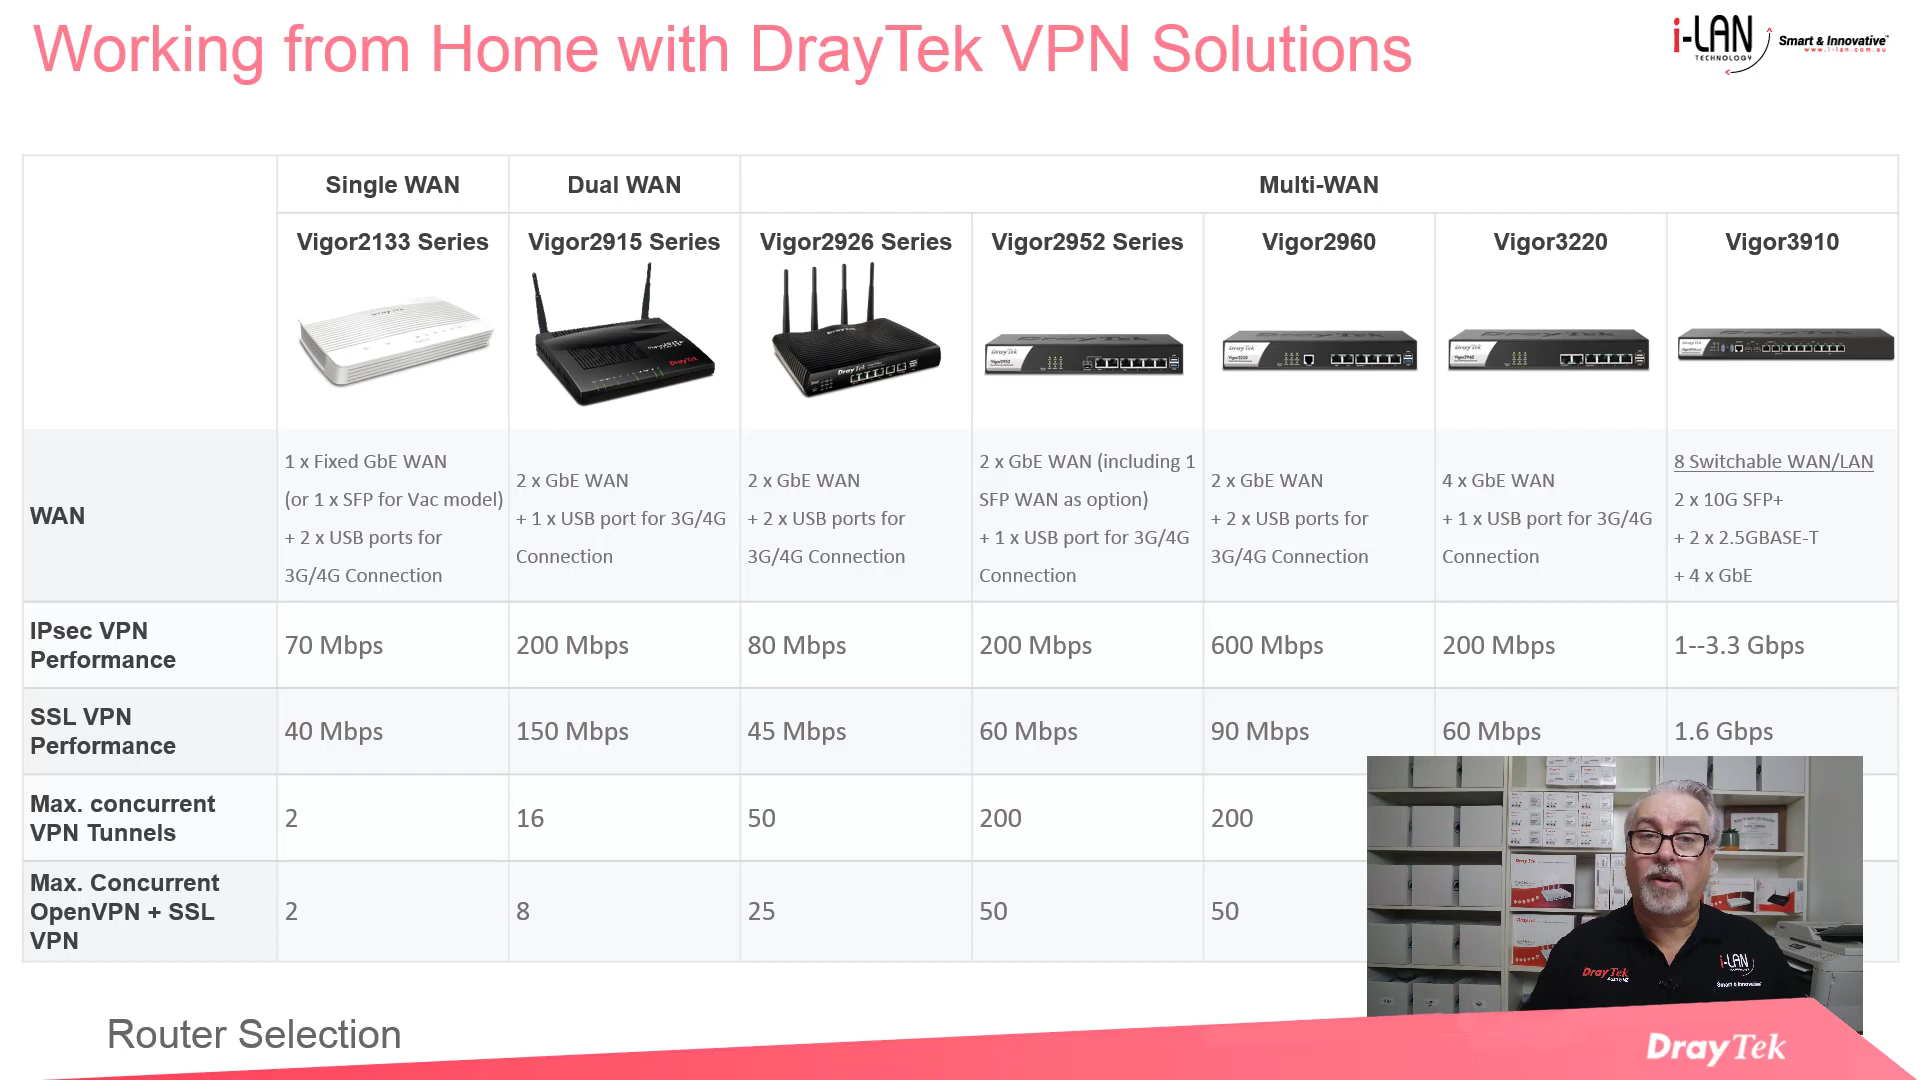 Working from Home with DrayTek VPN Solutions
i-LAN
TECHNOLOGY
Smart & Innovative
www.i-lan.com.au
Single WAN
Dual WAN
Multi-WAN
Vigor2133 Series
Vigor2915 Series
Vigor2926 Series
Vigor2952 Series
Vigor2960
Vigor3220
Vigor3910
WAN
1 x Fixed GbE WAN
(or 1 x SFP for Vac model)
+ 2 x USB ports for
3G/4G Connection
2 x GbE WAN
+ 1 x USB port for 3G/4G
Connection
2 x GbE WAN
+ 2 x USB ports for
3G/4G Connection
2 x GbE WAN (including 1
SFP WAN as option)
+ 1 x USB port for 3G/4G
Connection
2 x GbE WAN
+ 2 x USB ports for
3G/4G Connection
4 x GbE WAN
+ 1 x USB port for 3G/4G
Connection
8 Switchable WAN/LAN
2 x 10G SFP+
+ 2 x 2.5GBASE-T
+ 4 x GbE
IPsec VPN
Performance
70 Mbps
200 Mbps
80 Mbps
200 Mbps
600 Mbps
200 Mbps
1--3.3 Gbps
SSL VPN
Performance
40 Mbps
150 Mbps
45 Mbps
60 Mbps
90 Mbps
60 Mbps
1.6 Gbps
Max. concurrent
VPN Tunnels
2
16
50
200
200
Max. Concurrent
OpenVPN + SSL
VPN
2
8
25
50
50
DrayTek
i-LAN
Smart & Innovative
Router Selection
DrayTek